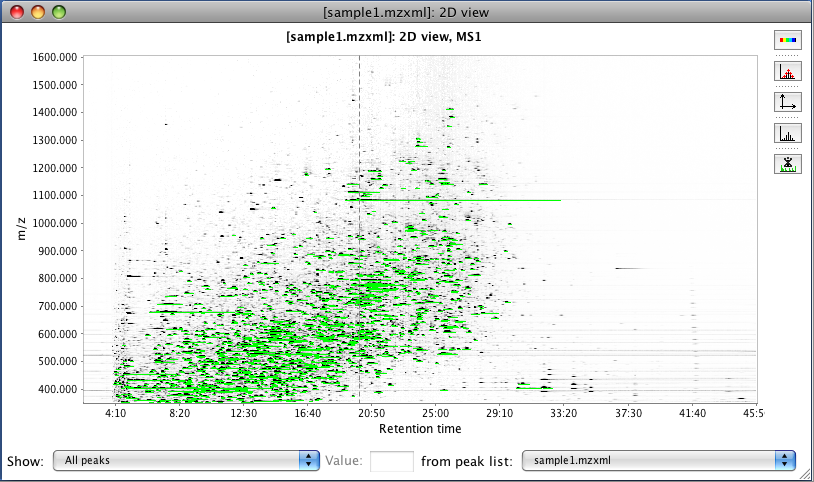 [sample1.mzxml]: 2D view
[sample1.mzxml]: 2D view, MS1
1600.000
1500.000
1400.000
1300.000
1200.000
1100.000
1000.000
900.000
800.000
700.000
600.000
500.000
400.000
m/z
4:10 8:20 12:30 16:40 20:50 25:00 29:10 33:20 37:30 41:40 45:5
Retention time
Show: All peaks Value: from peak list: sample1.mzxml